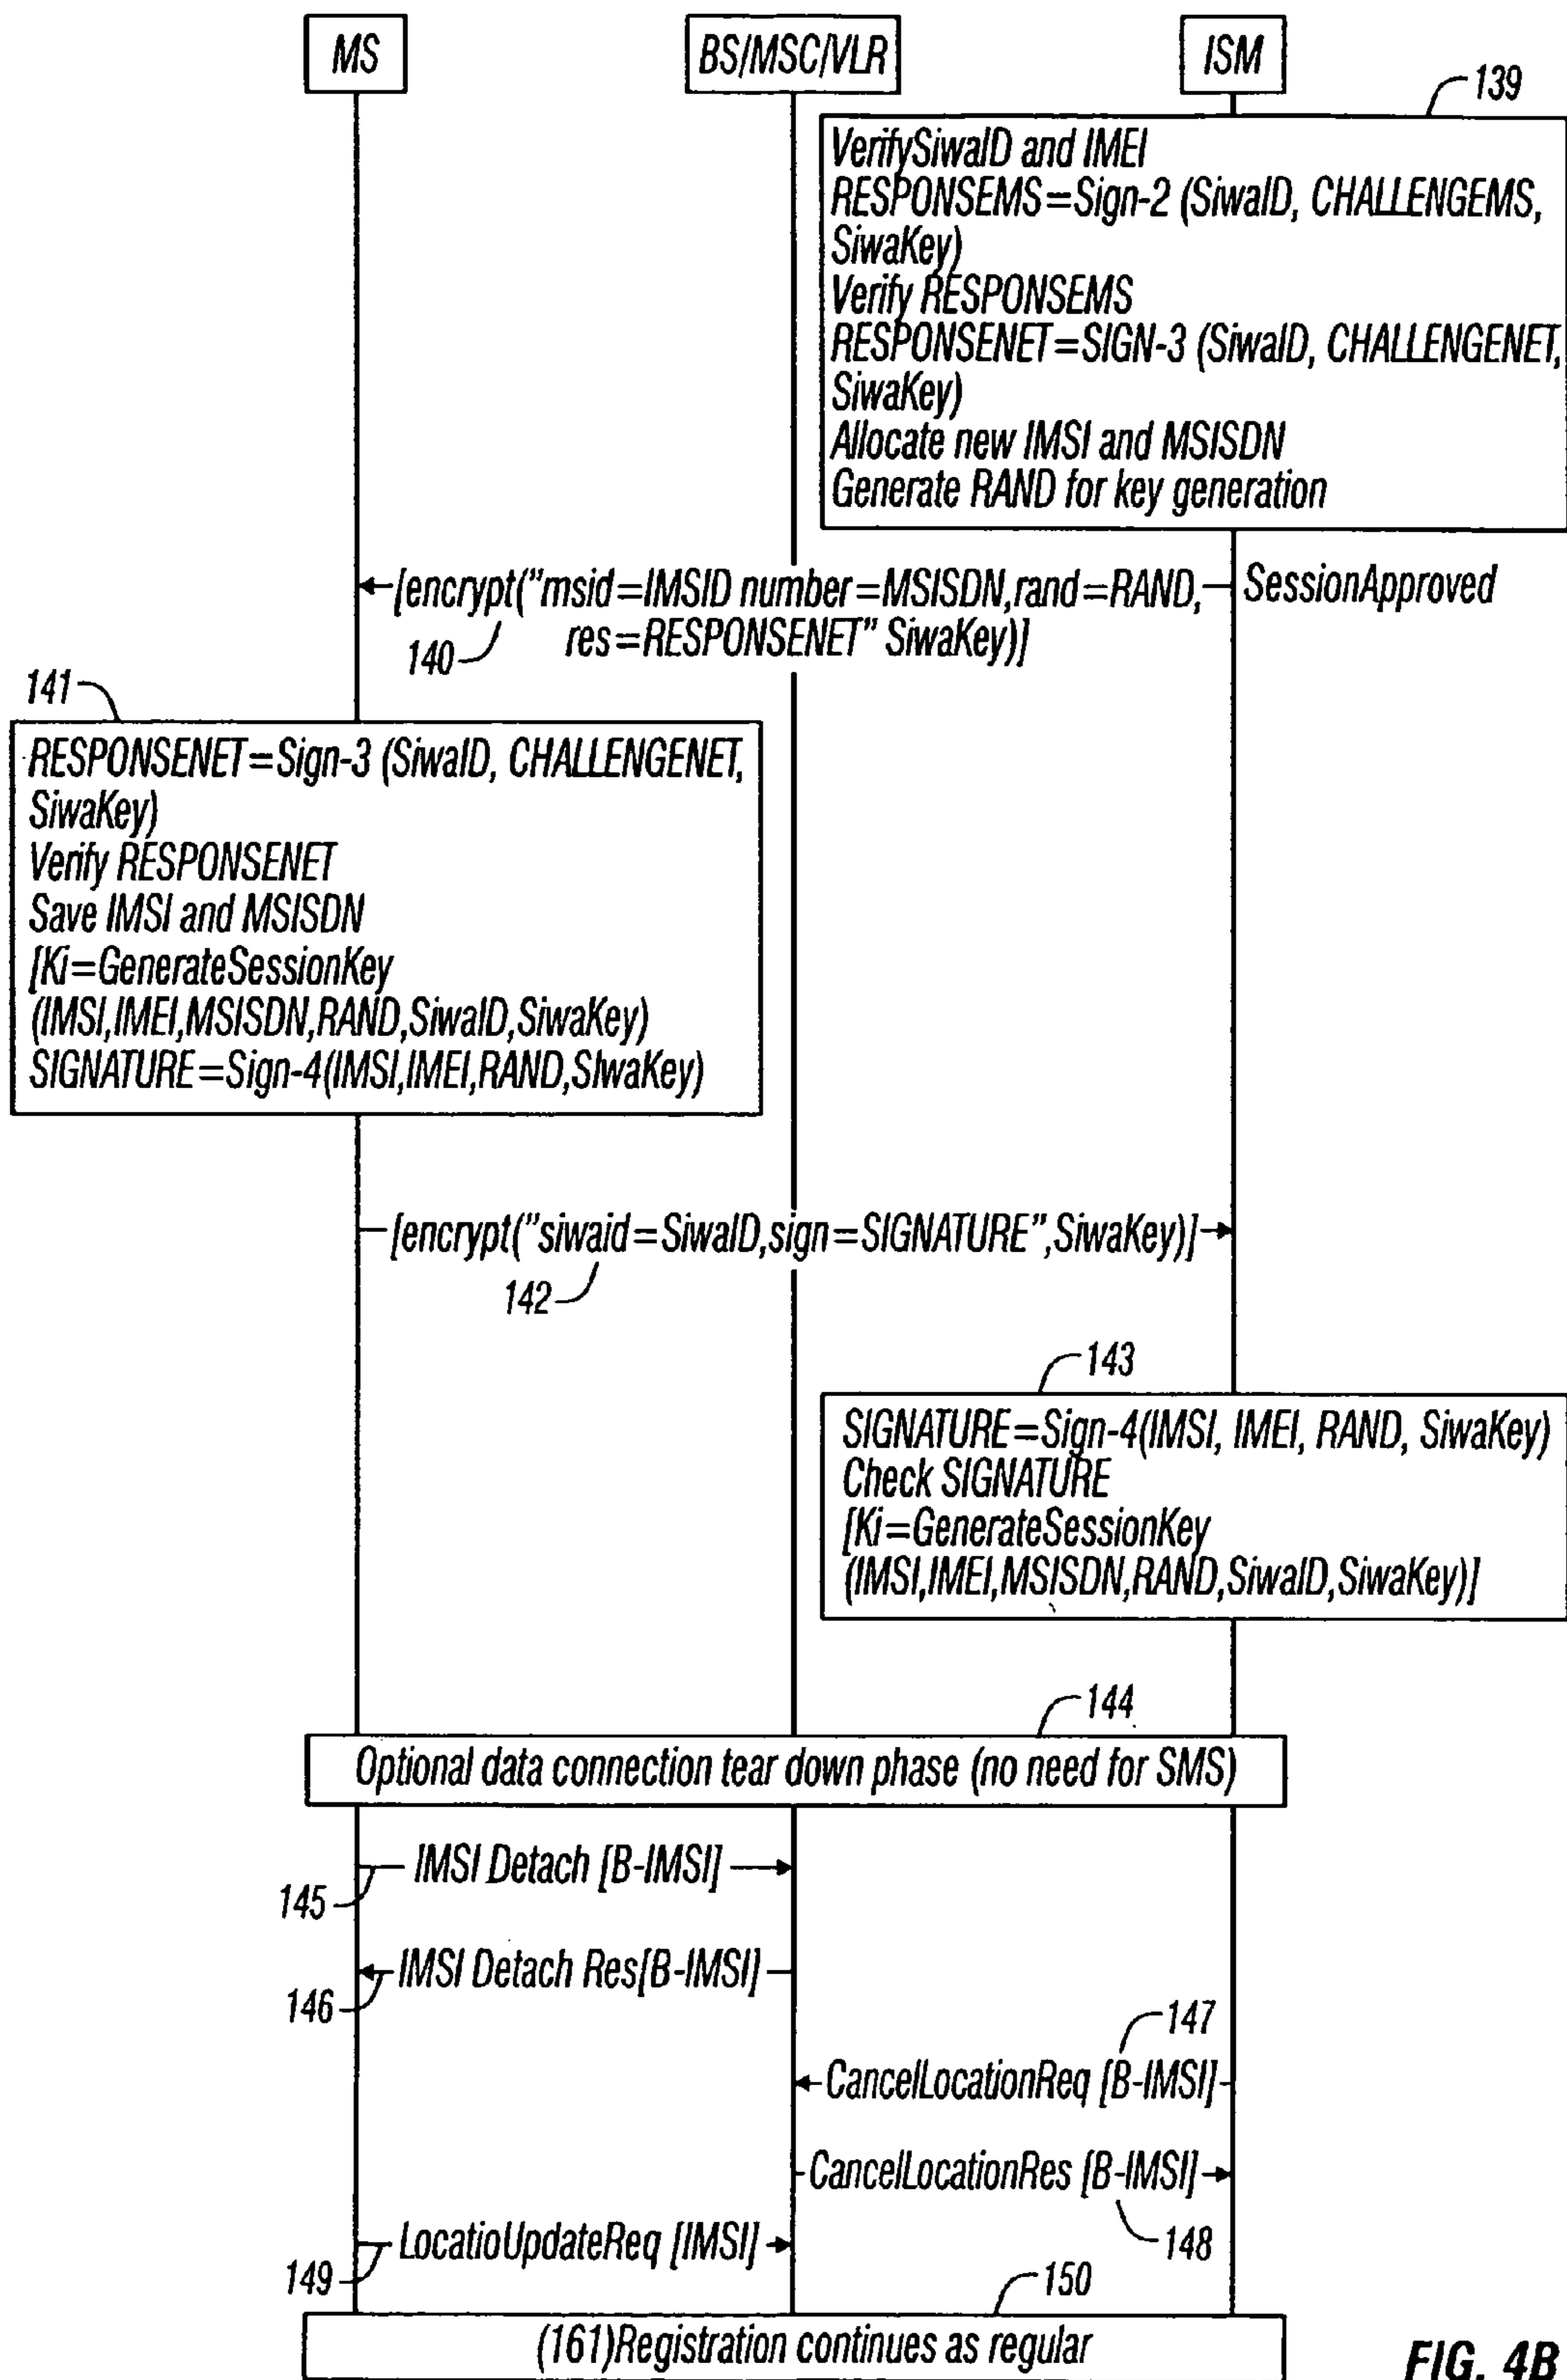 MS
BS/MSC/VLR
ISM
139
VerifySiwaID and IMEI
RESPONSEMS=Sign-2 (SiwaID, CHALLENGEMS,
SiwaKey)
Verify RESPONSEMS
RESPONSENET=SIGN-3 (SiwaID, CHALLENGENET,
SiwaKey)
Allocate new IMSI and MSISDN
Generate RAND for key generation
[encrypt("msid=IMSID number=MSISDN,rand=RAND,
res=RESPONSENET" SiwaKey)]
SessionApproved
140
141
RESPONSENET=Sign-3 (SiwaID, CHALLENGENET,
SiwaKey)
Verify RESPONSENET
Save IMSI and MSISDN
[Ki=GenerateSessionKey
(IMSI,IMEI,MSISDN,RAND,SiwaID,SiwaKey)
SIGNATURE=Sign-4(IMSI,IMEI,RAND,SIwaKey)
[encrypt("siwaid=SiwaID,sign=SIGNATURE",SiwaKey)]
142
143
SIGNATURE=Sign-4(IMSI, IMEI, RAND, SiwaKey)
Check SIGNATURE
[Ki=GenerateSessionKey
(IMSI,IMEI,MSISDN,RAND,SiwaID,SiwaKey)]
144
Optional data connection tear down phase (no need for SMS)
IMSI Detach [B-IMSI]
145
IMSI Detach Res[B-IMSI]
146
147
CancelLocationReq [B-IMSI]
CancelLocationRes [B-IMSI]
148
LocatioUpdateReq [IMSI]
149
150
(161)Registration continues as regular
FIG. 4B